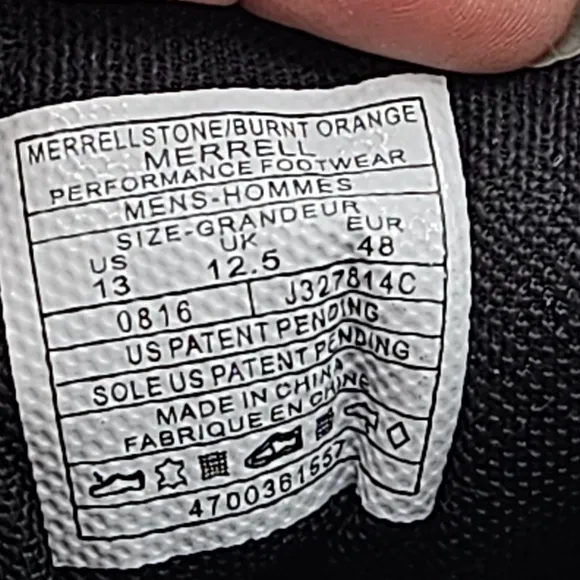 MERRELLSTONE/BURNT ORANGE
MERRELL
PERFORMANCE FOOTWEAR
MENS-HOMMES
SIZE-GRANDEUR
US UK EUR
13 12.5 48
0816 J327814C
US PATENT PENDING
SOLE US PATENT PENDING
MADE IN CHINA
FABRIQUE EN CHINE
4700361557